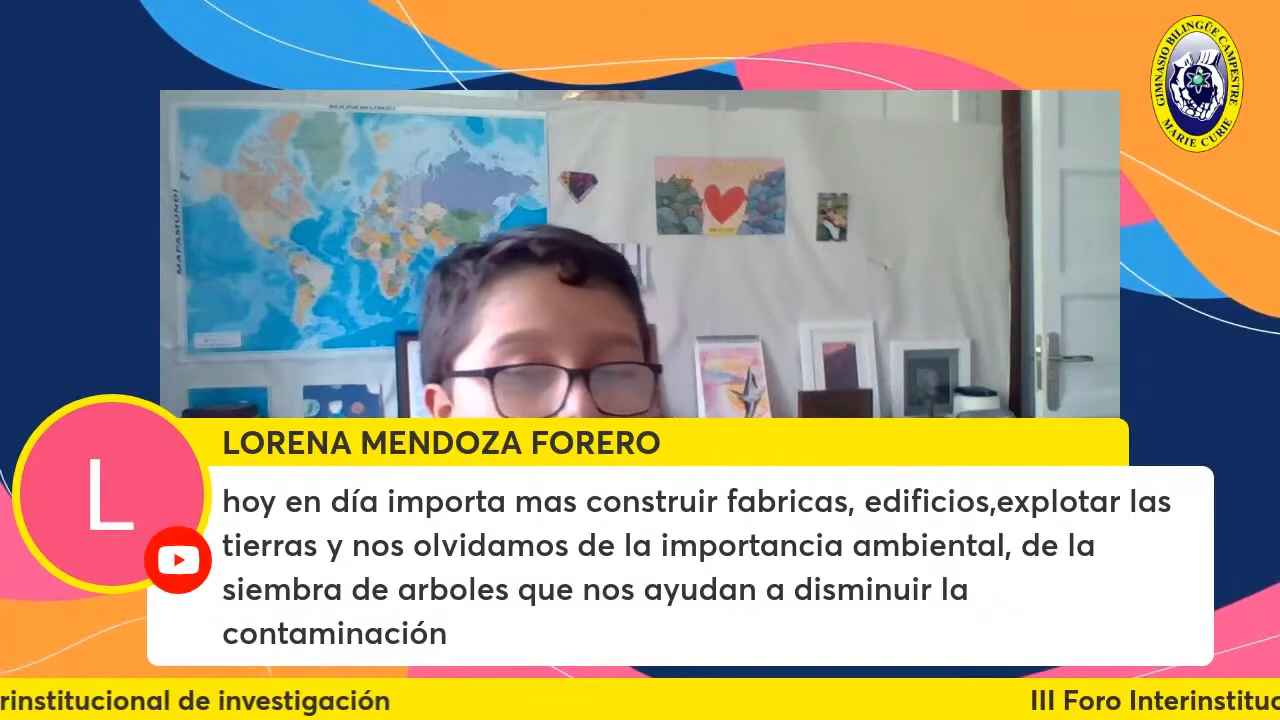 GIMNASIO BILINGÜE CAMPESTRE
MARIE CURIE
MAPAMUNDI
MAPAMUNDI
L
LORENA MENDOZA FORERO
hoy en día importa mas construir fabricas, edificios,explotar las
tierras y nos olvidamos de la importancia ambiental, de la
siembra de arboles que nos ayudan a disminuir la
contaminación
rinstitucional de investigación
III Foro Interinstituc